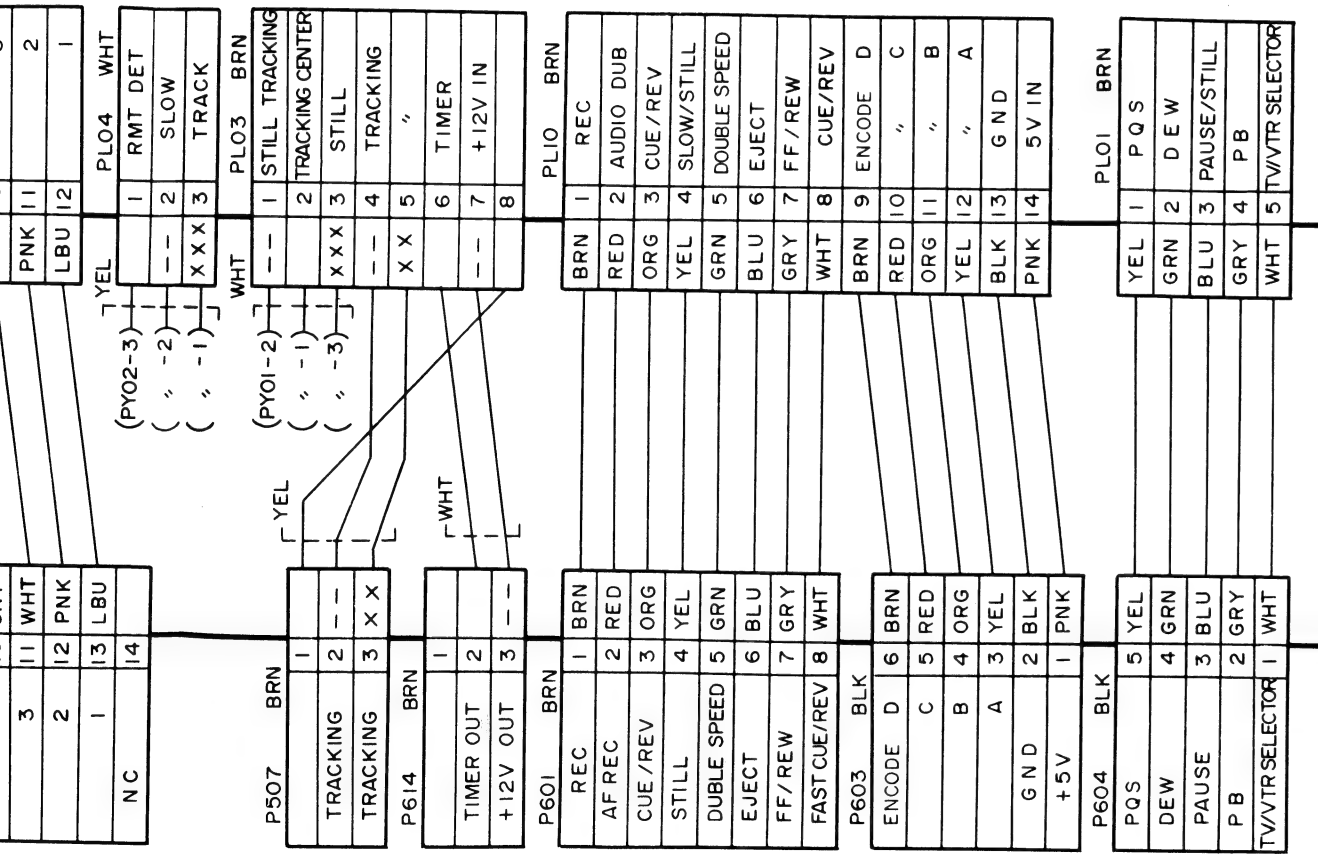 2
1
PNK 11
LBU 12
PL04 WHT
YEL
1 RMT DET
-- 2 SLOW
XXX 3 TRACK
(PY02-3)
( " -2)
( " -1)
PL03 BRN
WHT
-- 1 STILL TRACKING
2 TRACKING CENTER
XXX 3 STILL
-- 4 TRACKING
XX 5 "
6 TIMER
-- 7 +12V IN
8
(PY01-2)
( " -1)
( " -3)
PL10 BRN
BRN 1 REC
RED 2 AUDIO DUB
ORG 3 CUE/REV
YEL 4 SLOW/STILL
GRN 5 DOUBLE SPEED
BLU 6 EJECT
GRY 7 FF/REW
WHT 8 CUE/REV
BRN 9 ENCODE D
RED 10 " C
ORG 11 " B
YEL 12 " A
BLK 13 GND
PNK 14 5V IN
PL01 BRN
YEL 1 PQS
GRN 2 DEW
BLU 3 PAUSE/STILL
GRY 4 PB
WHT 5 TV/VTR SELECTOR
YEL
WHT
3 11 WHT
2 12 PNK
1 13 LBU
NC 14
P507 BRN
1
TRACKING 2 --
TRACKING 3 XX
P614 BRN
1
TIMER OUT 2
+12V OUT 3 --
P601 BRN
REC 1 BRN
AF REC 2 RED
CUE/REV 3 ORG
STILL 4 YEL
DUBLE SPEED 5 GRN
EJECT 6 BLU
FF/REW 7 GRY
FAST CUE/REV 8 WHT
P603 BLK
ENCODE D 6 BRN
C 5 RED
B 4 ORG
A 3 YEL
GND 2 BLK
+5V 1 PNK
P604 BLK
PQS 5 YEL
DEW 4 GRN
PAUSE 3 BLU
PB 2 GRY
TV/VTR SELECTOR 1 WHT